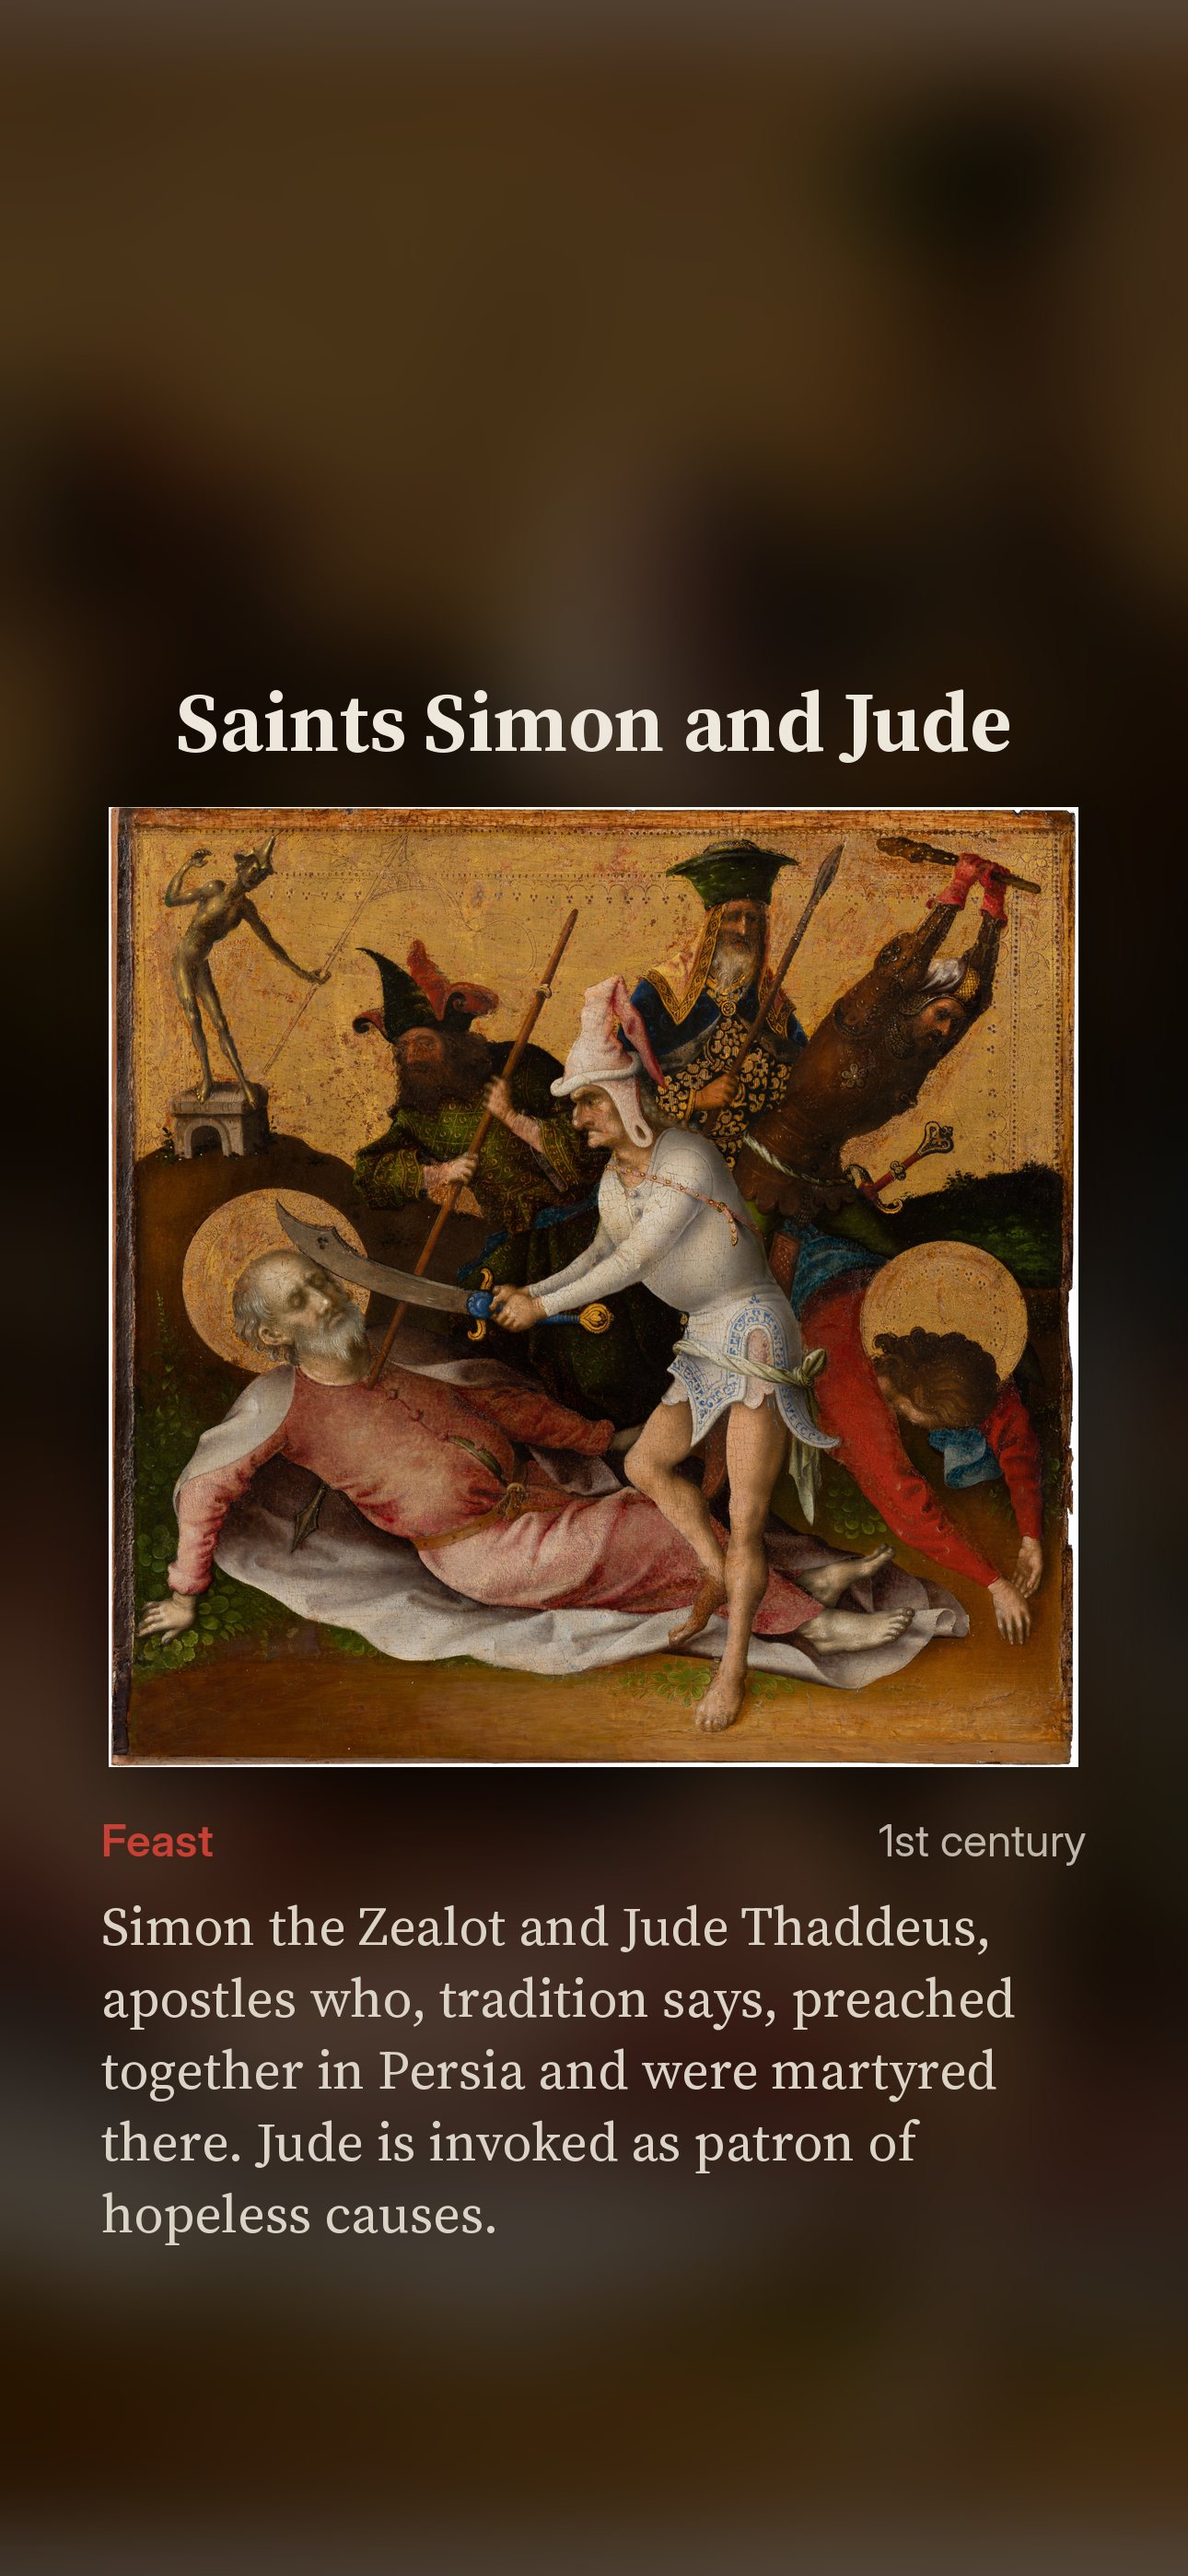 Saints Simon and Jude
Feast
1st century
Simon the Zealot and Jude Thaddeus,
apostles who, tradition says, preached
together in Persia and were martyred
there. Jude is invoked as patron of
hopeless causes.